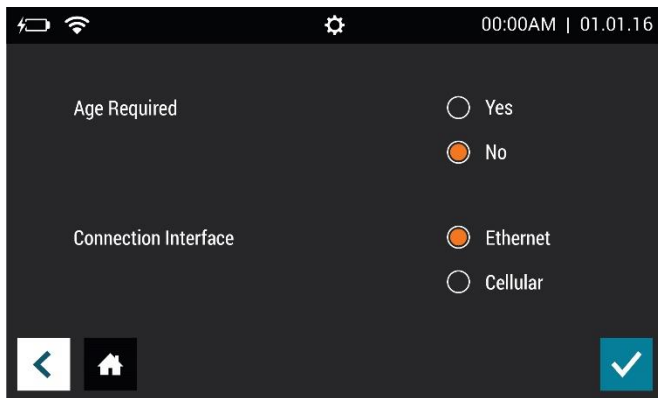 00:00AM | 01.01.16
Age Required
Yes
No
Connection Interface
Ethernet
Cellular